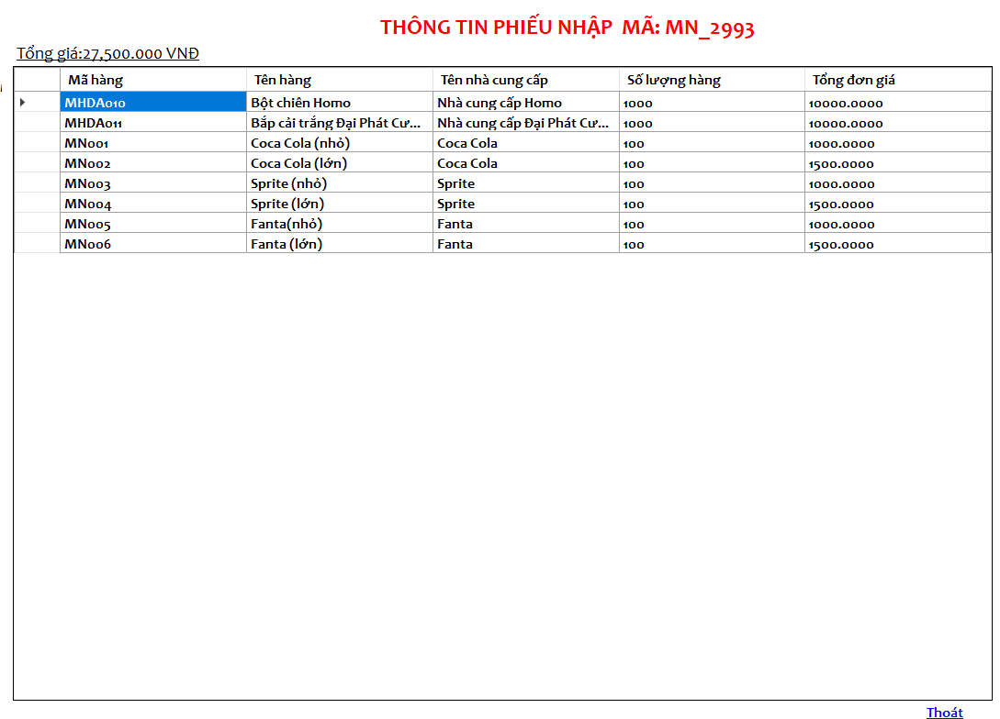 THÔNG TIN PHIẾU NHẬP MÃ: MN_2993
Tổng giá:27,500.000 VNĐ
Mã hàng Tên hàng Tên nhà cung cấp Số lượng hàng Tổng đơn giá
MHDA010 Bột chiên Homo Nhà cung cấp Homo 1000 10000.0000
MHDA011 Bắp cải trắng Đại Phát Cư... Nhà cung cấp Đại Phát Cư... 1000 10000.0000
MN001 Coca Cola (nhỏ) Coca Cola 100 1000.0000
MN002 Coca Cola (lớn) Coca Cola 100 1500.0000
MN003 Sprite (nhỏ) Sprite 100 1000.0000
MN004 Sprite (lớn) Sprite 100 1500.0000
MN005 Fanta(nhỏ) Fanta 100 1000.0000
MN006 Fanta (lớn) Fanta 100 1500.0000
Thoát